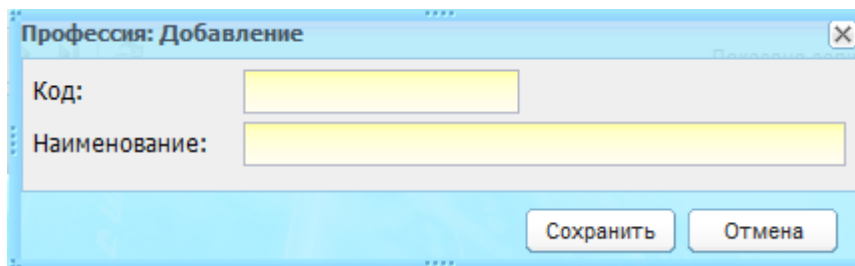 Профессия: Добавление
Код:
Наименование:
Сохранить
Отмена